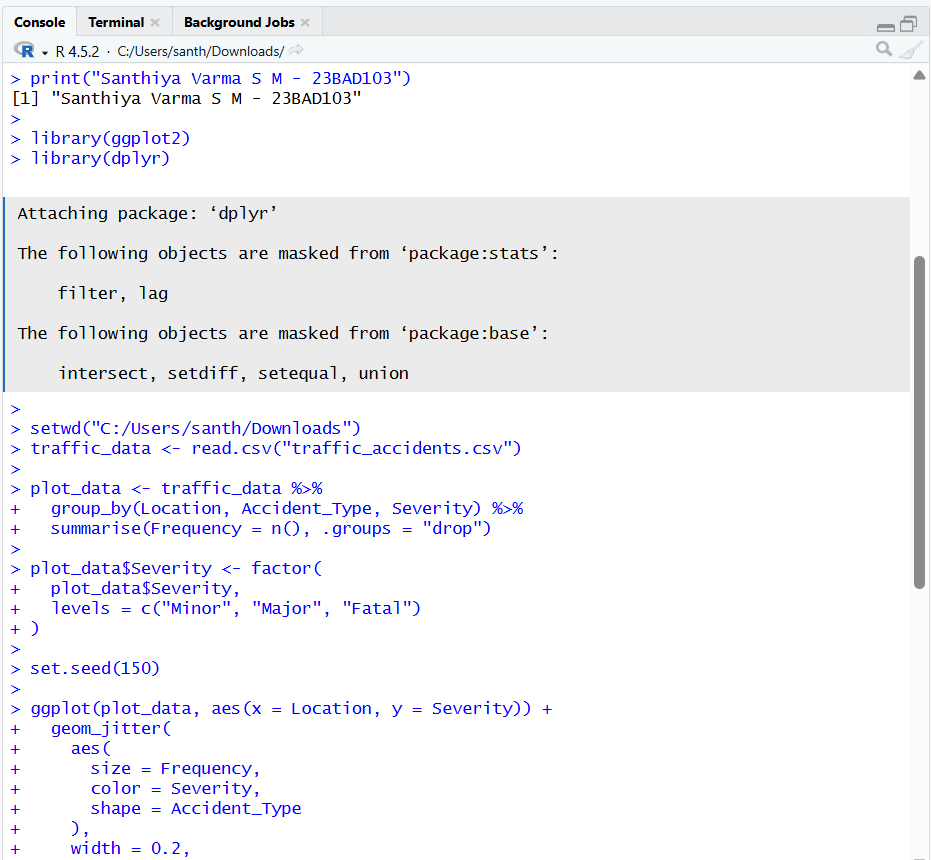 Console Terminal Background Jobs
R R 4.5.2 · C:/Users/santh/Downloads/
> print("Santhiya Varma S M - 23BAD103")
[1] "Santhiya Varma S M - 23BAD103"
>
> library(ggplot2)
> library(dplyr)
Attaching package: ‘dplyr’
The following objects are masked from ‘package:stats’:
    filter, lag
The following objects are masked from ‘package:base’:
    intersect, setdiff, setequal, union
>
> setwd("C:/Users/santh/Downloads")
> traffic_data <- read.csv("traffic_accidents.csv")
>
> plot_data <- traffic_data %>%
+   group_by(Location, Accident_Type, Severity) %>%
+   summarise(Frequency = n(), .groups = "drop")
>
> plot_data$Severity <- factor(
+   plot_data$Severity,
+   levels = c("Minor", "Major", "Fatal")
+ )
>
> set.seed(150)
>
> ggplot(plot_data, aes(x = Location, y = Severity)) +
+   geom_jitter(
+     aes(
+       size = Frequency,
+       color = Severity,
+       shape = Accident_Type
+     ),
+     width = 0.2,